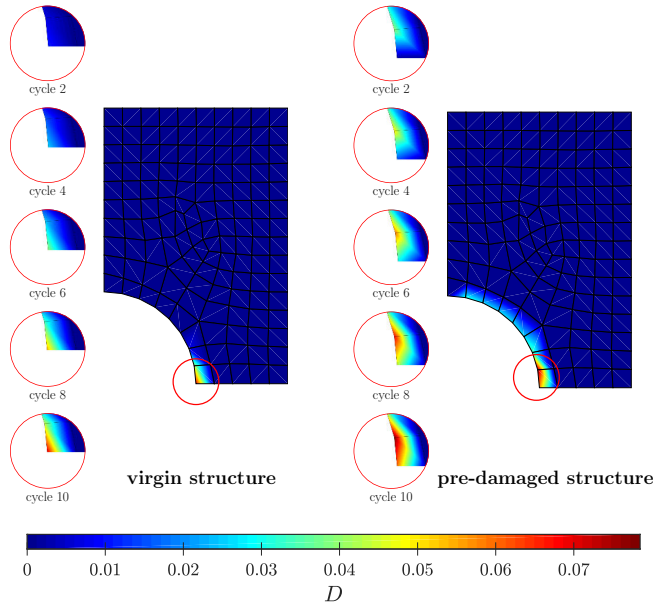 cycle 2
cycle 4
cycle 6
cycle 8
cycle 10
virgin structure
cycle 2
cycle 4
cycle 6
cycle 8
cycle 10
pre-damaged structure
0 0.01 0.02 0.03 0.04 0.05 0.06 0.07
D